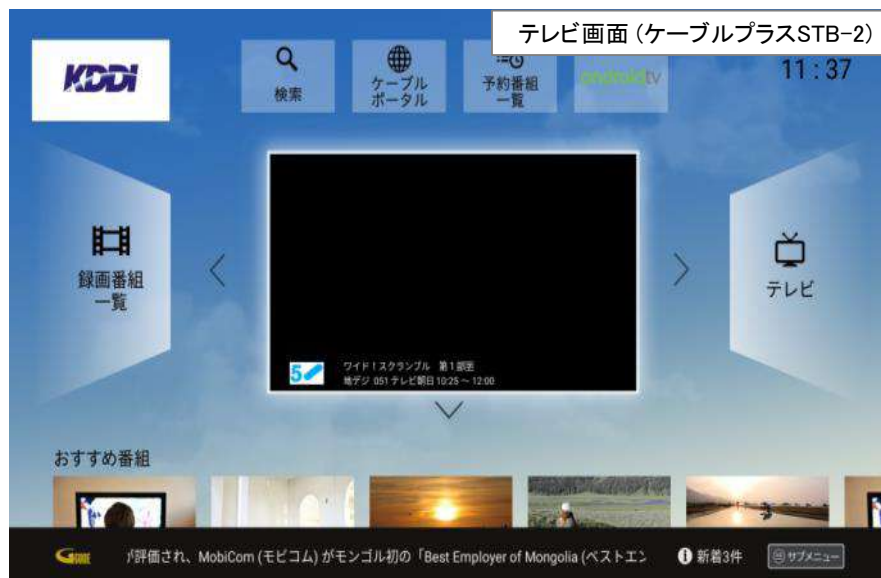 テレビ画面 (ケーブルプラスSTB-2)
KDDI
検索
ケーブル
ポータル
予約番組
一覧
androidtv
11:37
録画番組
一覧
テレビ
5
ワイド!スクランブル 第1部
地デジ 051 テレビ朝日 10:25 ~ 12:00
おすすめ番組
G GUIDE
が評価され、MobiCom (モビコム) がモンゴル初の「Best Employer of Mongolia (ベストエン
新着3件
サブメニュー